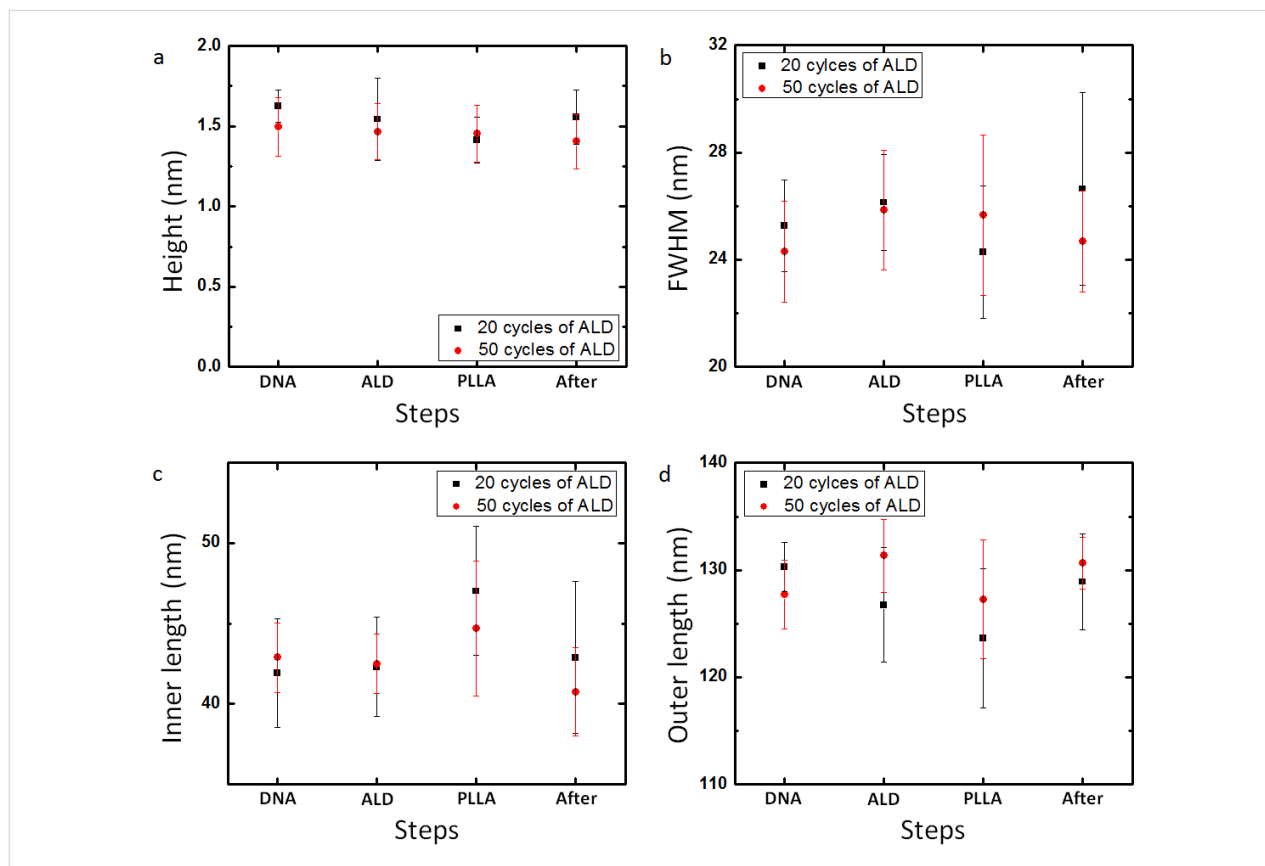 a
2.0
1.5
1.0
0.5
0.0
Height (nm)
20 cycles of ALD
50 cycles of ALD
DNA ALD PLLA After
Steps
b
32
28
24
20
FWHM (nm)
20 cylces of ALD
50 cycles of ALD
DNA ALD PLLA After
Steps
c
50
40
Inner length (nm)
20 cycles of ALD
50 cycles of ALD
DNA ALD PLLA After
Steps
d
140
130
120
110
Outer length (nm)
20 cylces of ALD
50 cycles of ALD
DNA ALD PLLA After
Steps